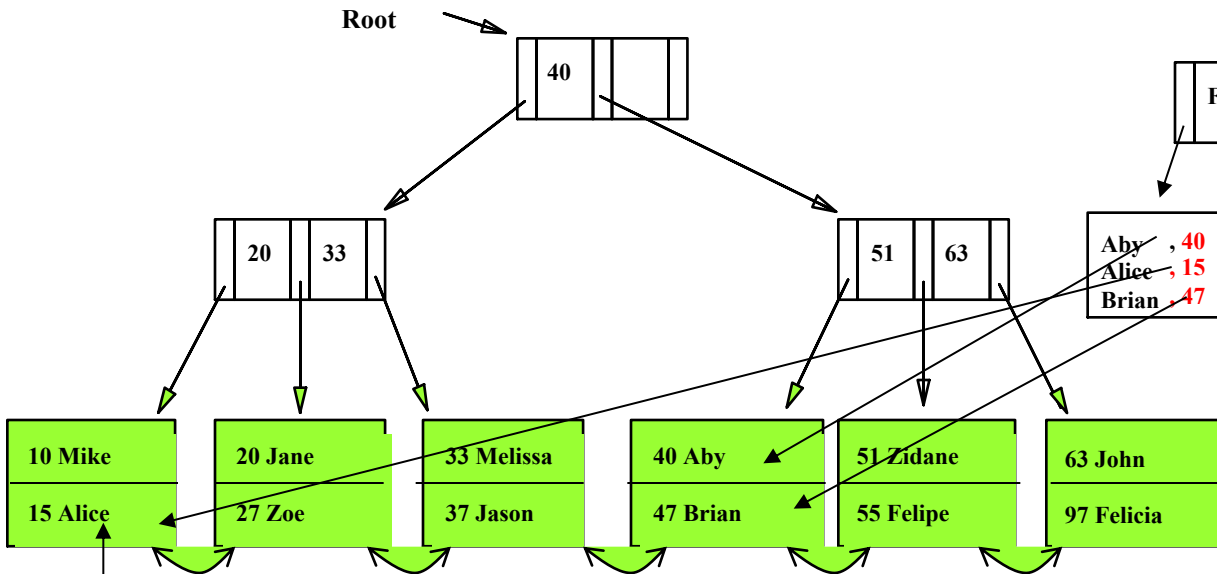 Root
40
F
20 33
51 63
Aby , 40
Alice , 15
Brian , 47
10 Mike
15 Alice
20 Jane
27 Zoe
33 Melissa
37 Jason
40 Aby
47 Brian
51 Zidane
55 Felipe
63 John
97 Felicia